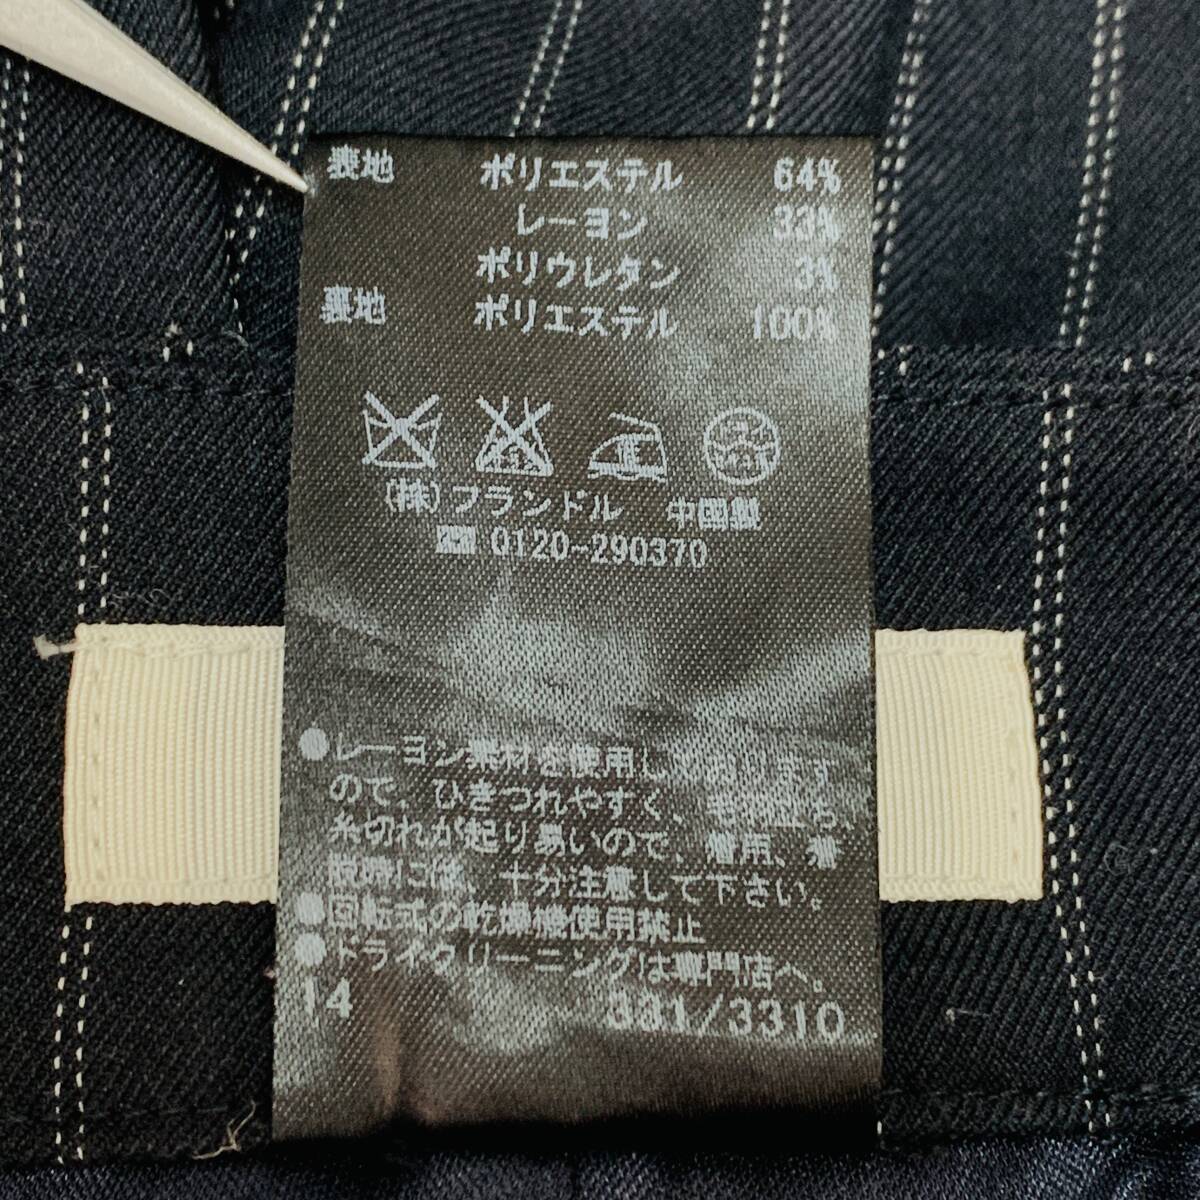 表地 ポリエステル 64%
レーヨン 33%
ポリウレタン 3%
裏地 ポリエステル 100%
(株)フランドル 中国製
☎ 0120-290370
●レーヨン素材を使用しております
ので、ひきつれやすく、毛羽立ち、
糸切れが起り易いので、着用、着
脱時には、十分注意して下さい。
●回転式の乾燥機使用禁止
●ドライクリーニングは専門店へ。
14 331/3310